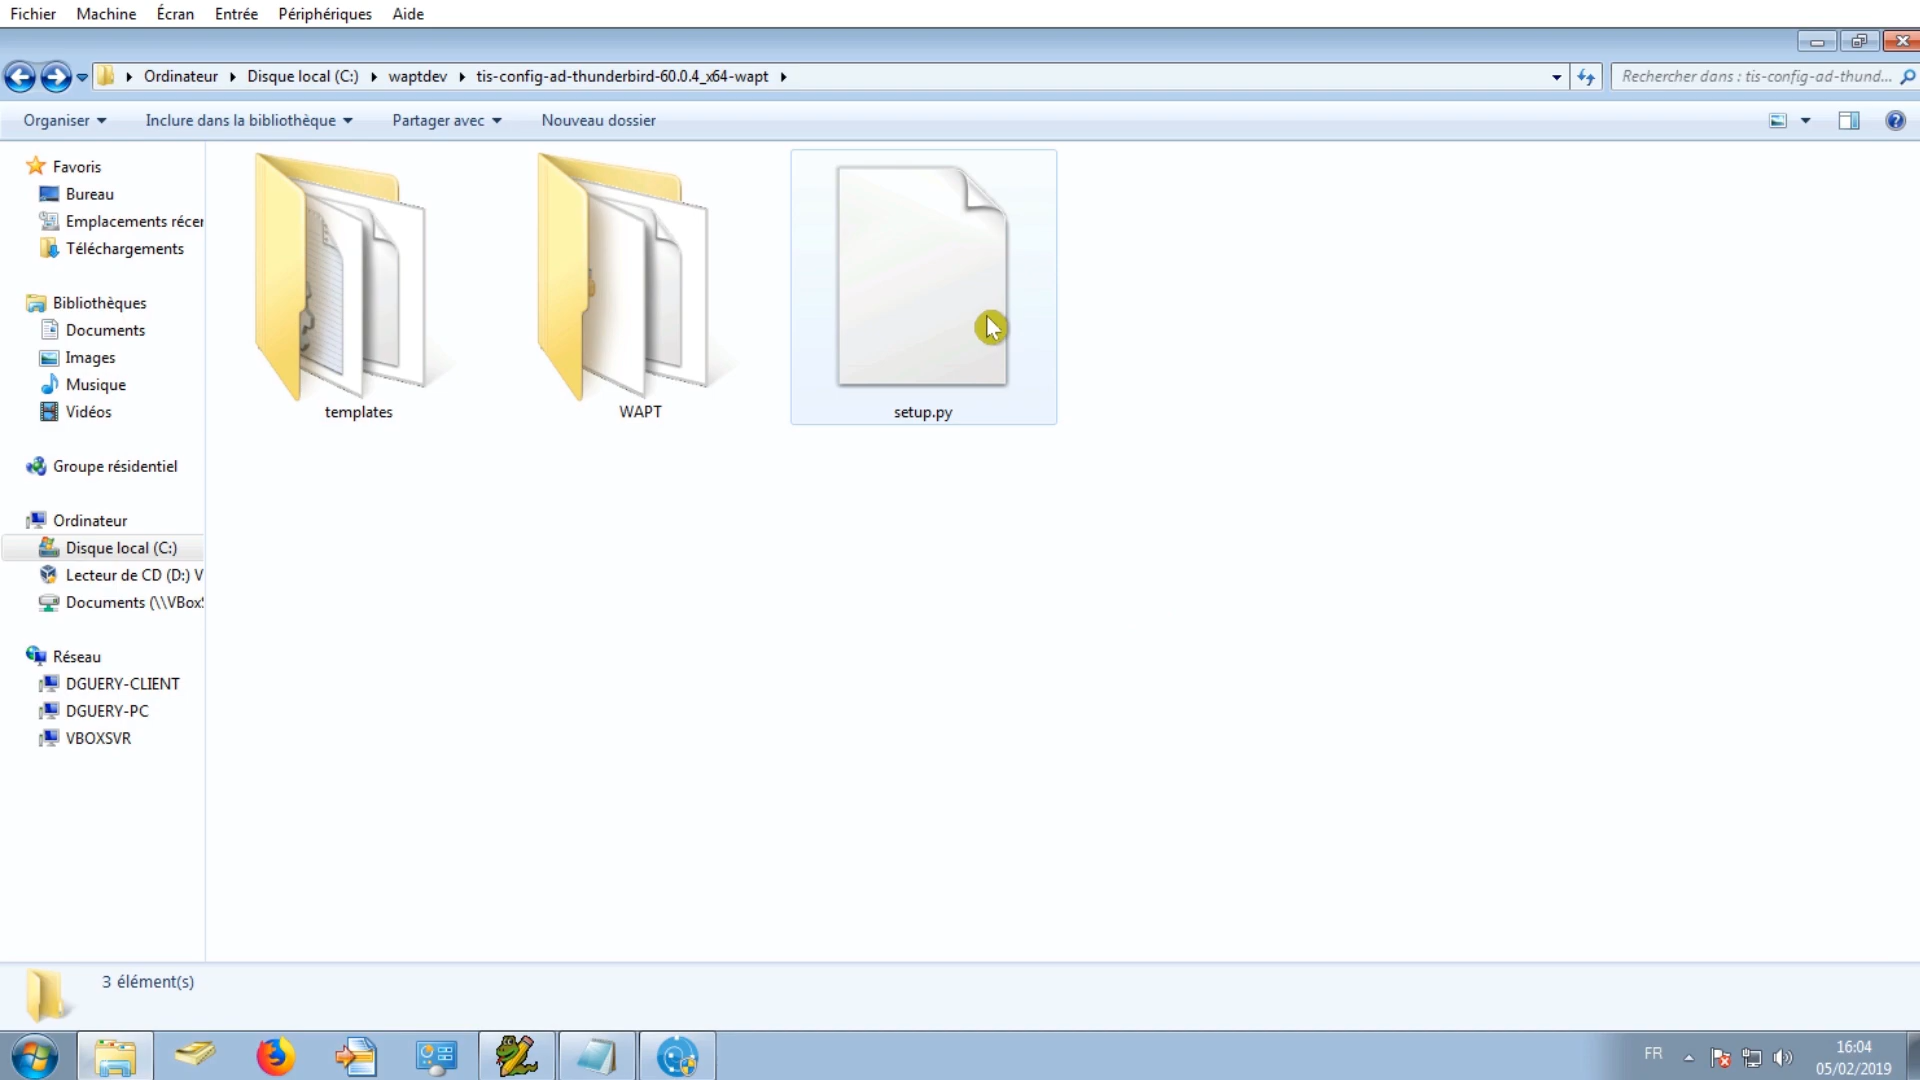 Fichier Machine Écran Entrée Périphériques Aide
Ordinateur Disque local (C:) waptdev tis-config-ad-thunderbird-60.0.4_x64-wapt
Rechercher dans : tis-config-ad-thund...
Organiser Inclure dans la bibliothèque Partager avec Nouveau dossier
Favoris
Bureau
Emplacements récer
Téléchargements
Bibliothèques
Documents
Images
Musique
Vidéos
Groupe résidentiel
Ordinateur
Disque local (C:)
Lecteur de CD (D:) V
Documents (\\VBoxS
Réseau
DGUERY-CLIENT
DGUERY-PC
VBOXSVR
templates
WAPT
setup.py
3 élément(s)
FR
16:04
05/02/2019